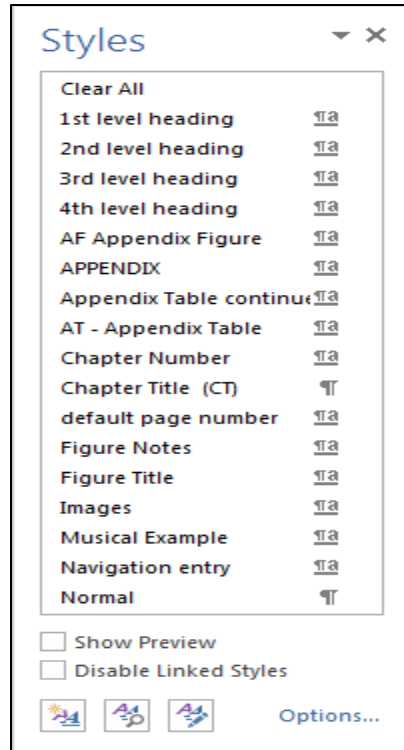 Styles
Clear All
1st level heading ¶a
2nd level heading ¶a
3rd level heading ¶a
4th level heading ¶a
AF Appendix Figure ¶a
APPENDIX ¶a
Appendix Table continue ¶a
AT - Appendix Table ¶a
Chapter Number ¶a
Chapter Title (CT) ¶
default page number ¶a
Figure Notes ¶a
Figure Title ¶a
Images ¶a
Musical Example ¶a
Navigation entry ¶a
Normal ¶
Show Preview
Disable Linked Styles
Options...